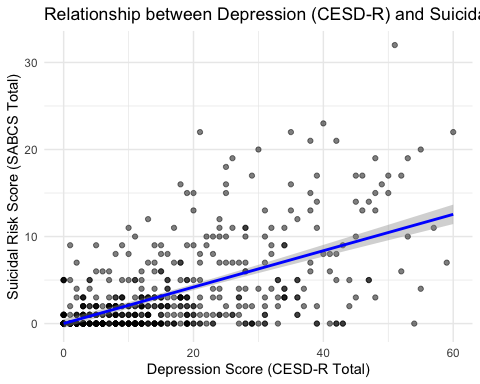 Relationship between Depression (CESD-R) and Suicida
Suicidal Risk Score (SABCS Total)
30
20
10
0
0 20 40 60
Depression Score (CESD-R Total)